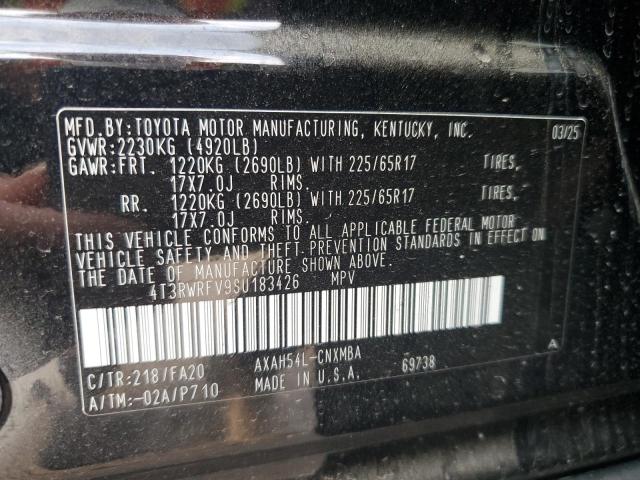 MFD.BY:TOYOTA MOTOR MANUFACTURING, KENTUCKY, INC. 03/25
GVWR:2230KG (4920LB)
GAWR:FRT. 1220KG (2690LB) WITH 225/65R17 TIRES,
17X7.0J RIMS.
RR. 1220KG (2690LB) WITH 225/65R17 TIRES,
17X7.0J RIMS.
THIS VEHICLE CONFORMS TO ALL APPLICABLE FEDERAL MOTOR
VEHICLE SAFETY AND THEFT-PREVENTION STANDARDS IN EFFECT ON
THE DATE OF MANUFACTURE SHOWN ABOVE.
4T3RWRFV9SU183426 MPV
C/TR:218/FA20 AXAH54L-CNXMBA A
A/TM:-02A/P710 MADE IN U.S.A. 69738